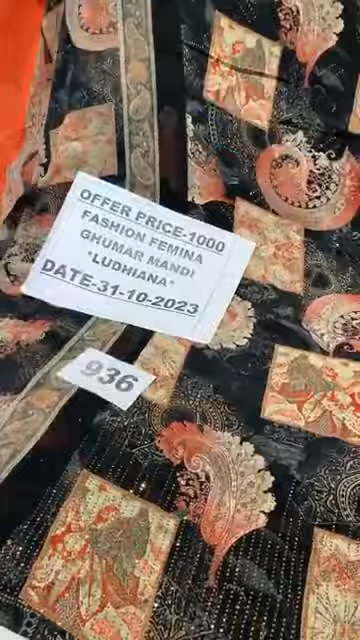 OFFER PRICE-1000
FASHION FEMINA
GHUMAR MANDI
"LUDHIANA"
DATE-31-10-2023
936